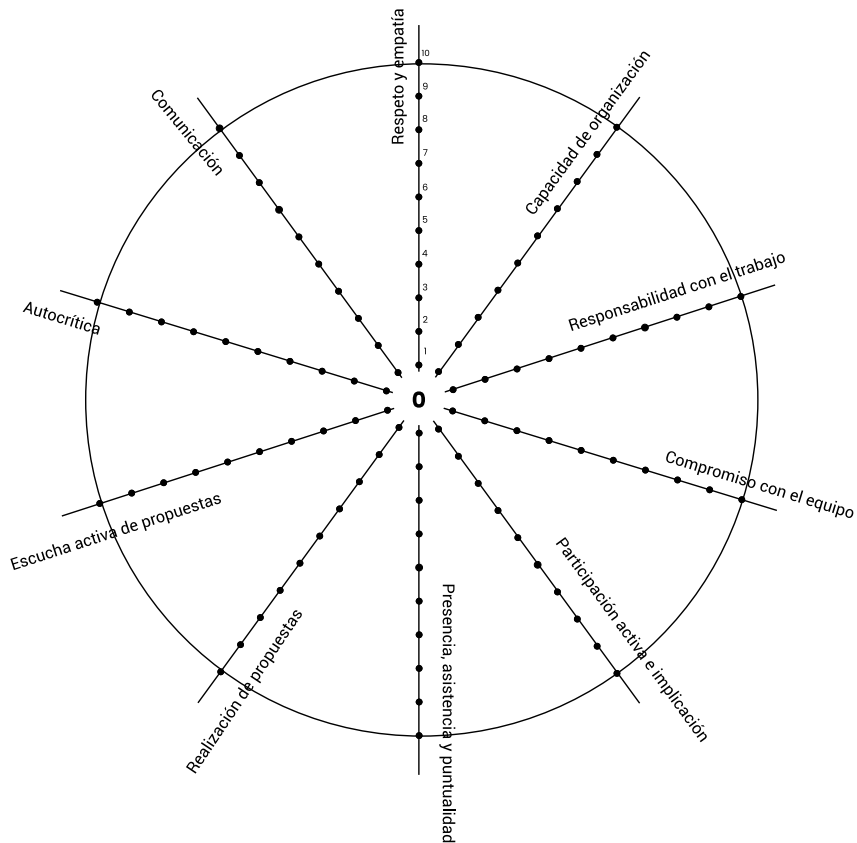 Respeto y empatía
10
9
8
7
6
5
4
3
2
1
0
Capacidad de organización
Responsabilidad con el trabajo
Compromiso con el equipo
Participación activa e implicación
Presencia, asistencia y puntualidad
Realización de propuestas
Escucha activa de propuestas
Autocrítica
Comunicación